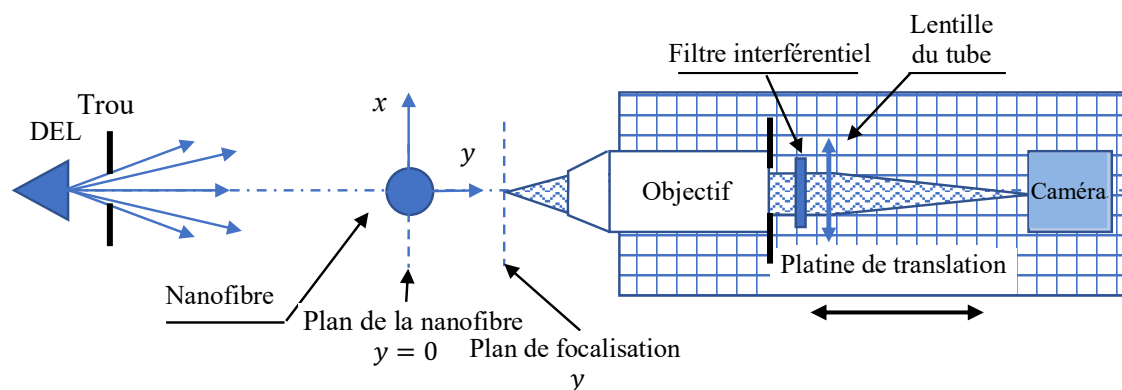 Lentille
du tube
Filtre interférentiel
Trou
DEL
x
y
Objectif
Caméra
Platine de translation
Nanofibre
Plan de la nanofibre
y = 0
Plan de focalisation
y